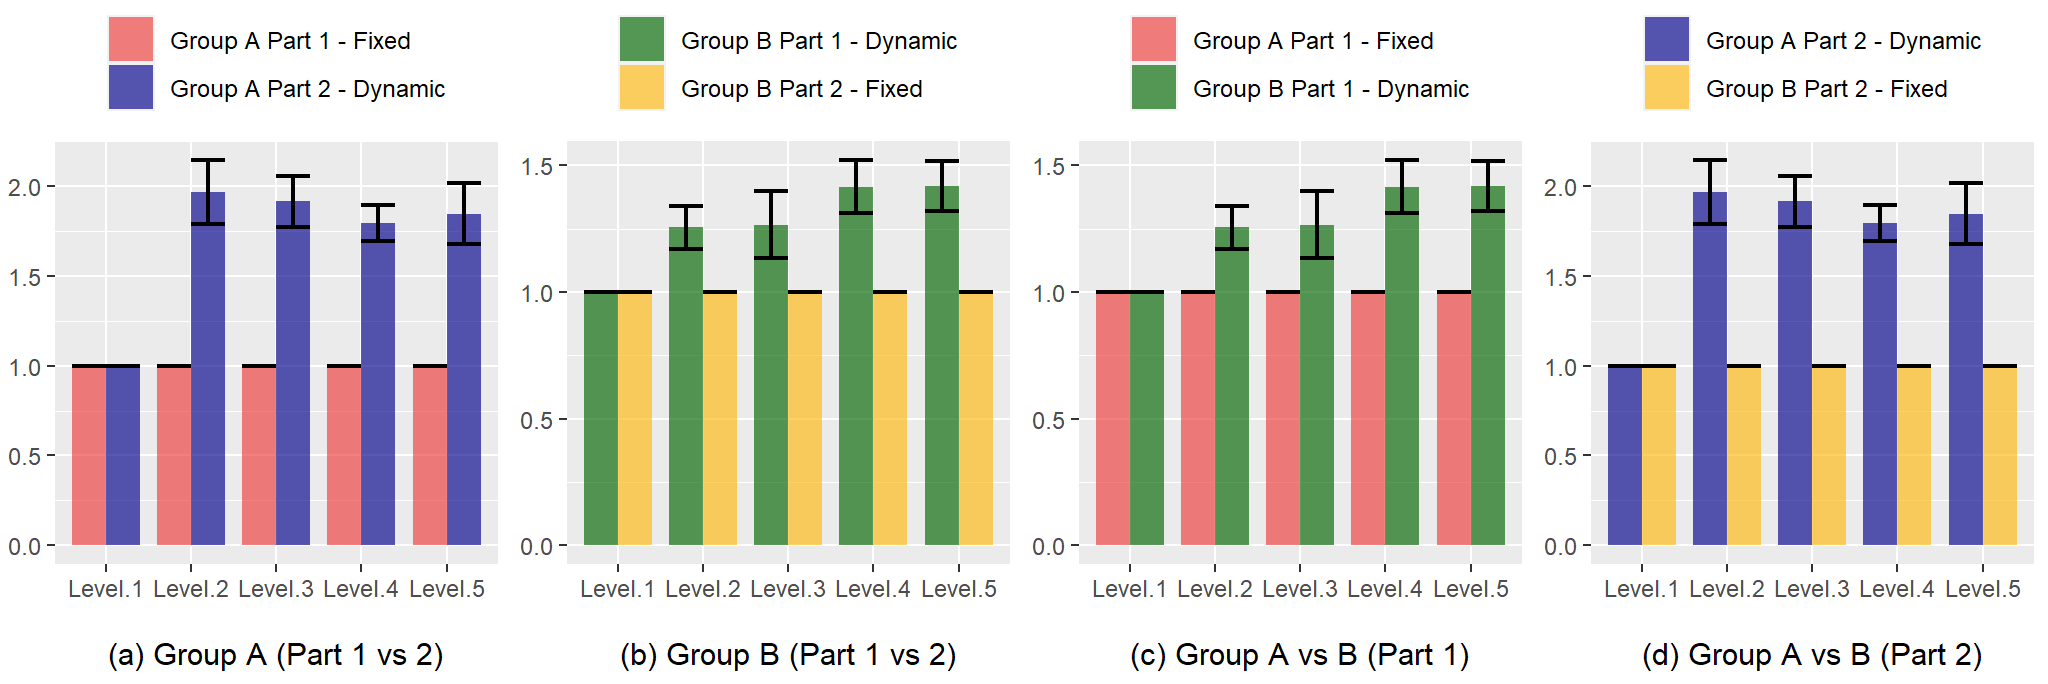 Group A Part 1 - Fixed
Group A Part 2 - Dynamic
2.0
1.5
1.0
0.5
0.0
Level.1 Level.2 Level.3 Level.4 Level.5
(a) Group A (Part 1 vs 2)
Group B Part 1 - Dynamic
Group B Part 2 - Fixed
1.5
1.0
0.5
0.0
Level.1 Level.2 Level.3 Level.4 Level.5
(b) Group B (Part 1 vs 2)
Group A Part 1 - Fixed
Group B Part 1 - Dynamic
1.5
1.0
0.5
0.0
Level.1 Level.2 Level.3 Level.4 Level.5
(c) Group A vs B (Part 1)
Group A Part 2 - Dynamic
Group B Part 2 - Fixed
2.0
1.5
1.0
0.5
0.0
Level.1 Level.2 Level.3 Level.4 Level.5
(d) Group A vs B (Part 2)